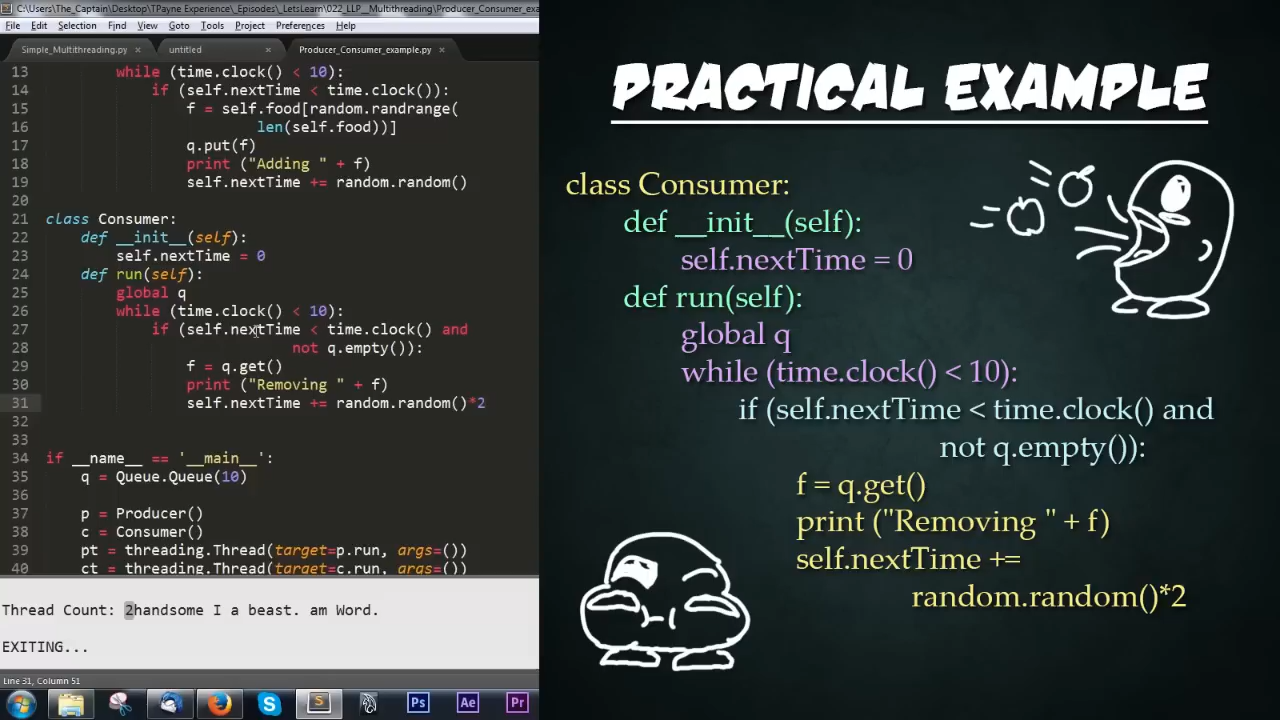 C:\Users\The_Captain\Desktop\TPayne Experience\_Episodes\_LetsLearn\022_LLP__Multithreading\Producer_Consumer_exa
File Edit Selection Find View Goto Tools Project Preferences Help
Simple_Multithreading.py × untitled × Producer_Consumer_example.py ×
13 while (time.clock() < 10):
14 if (self.nextTime < time.clock()):
15 f = self.food[random.randrange(
16 len(self.food))]
17 q.put(f)
18 print ("Adding " + f)
19 self.nextTime += random.random()
20
21 class Consumer:
22 def __init__(self):
23 self.nextTime = 0
24 def run(self):
25 global q
26 while (time.clock() < 10):
27 if (self.nextTime < time.clock() and
28 not q.empty()):
29 f = q.get()
30 print ("Removing " + f)
31 self.nextTime += random.random()*2
32
33
34 if __name__ == '__main__':
35 q = Queue.Queue(10)
36
37 p = Producer()
38 c = Consumer()
39 pt = threading.Thread(target=p.run, args=())
40 ct = threading.Thread(target=c.run, args=())
Thread Count: 2handsome I a beast. am Word.
EXITING...
Line 31, Column 51
Ps Ae Pr
PRACTICAL EXAMPLE
class Consumer:
def __init__(self):
self.nextTime = 0
def run(self):
global q
while (time.clock() < 10):
if (self.nextTime < time.clock() and
not q.empty()):
f = q.get()
print ("Removing " + f)
self.nextTime +=
random.random()*2